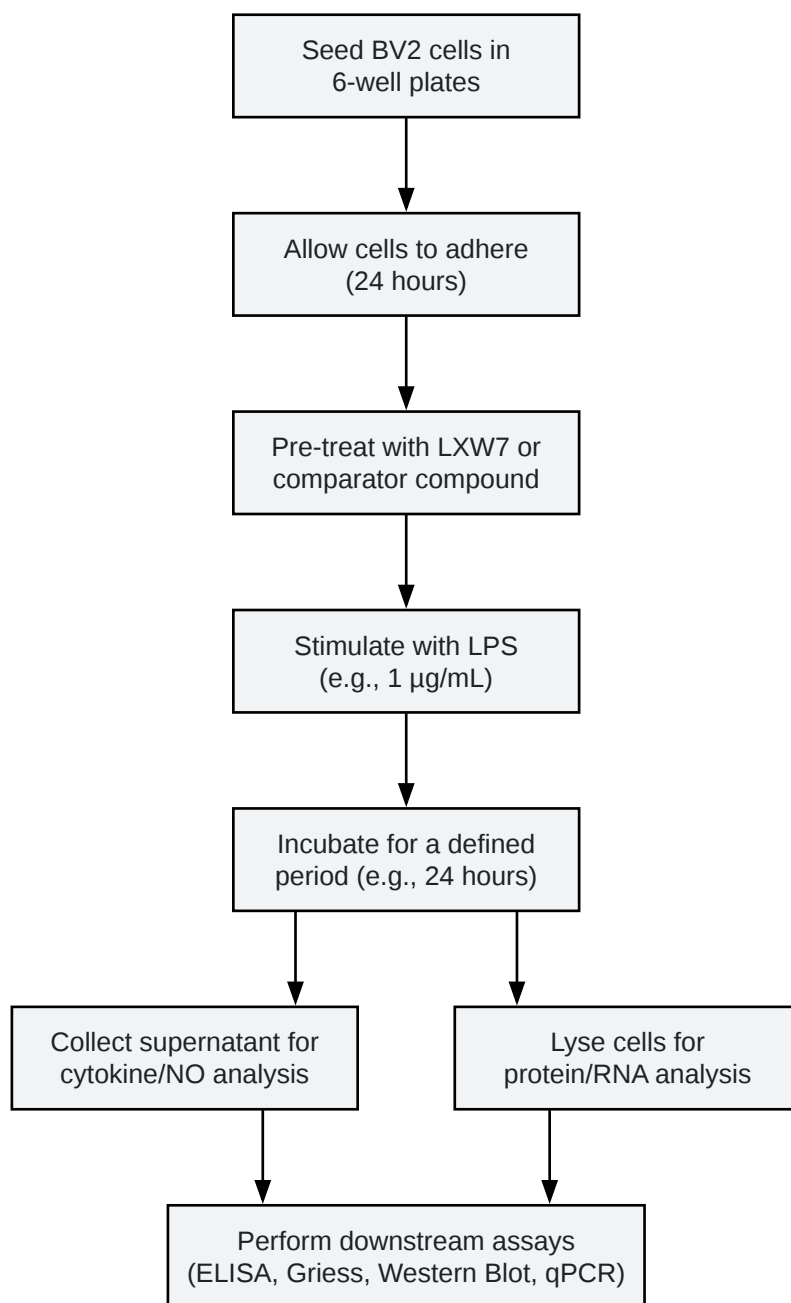 Seed BV2 cells in
6-well plates
Allow cells to adhere
(24 hours)
Pre-treat with LXW7 or
comparator compound
Stimulate with LPS
(e.g., 1 µg/mL)
Incubate for a defined
period (e.g., 24 hours)
Collect supernatant for
cytokine/NO analysis
Lyse cells for
protein/RNA analysis
Perform downstream assays
(ELISA, Griess, Western Blot, qPCR)